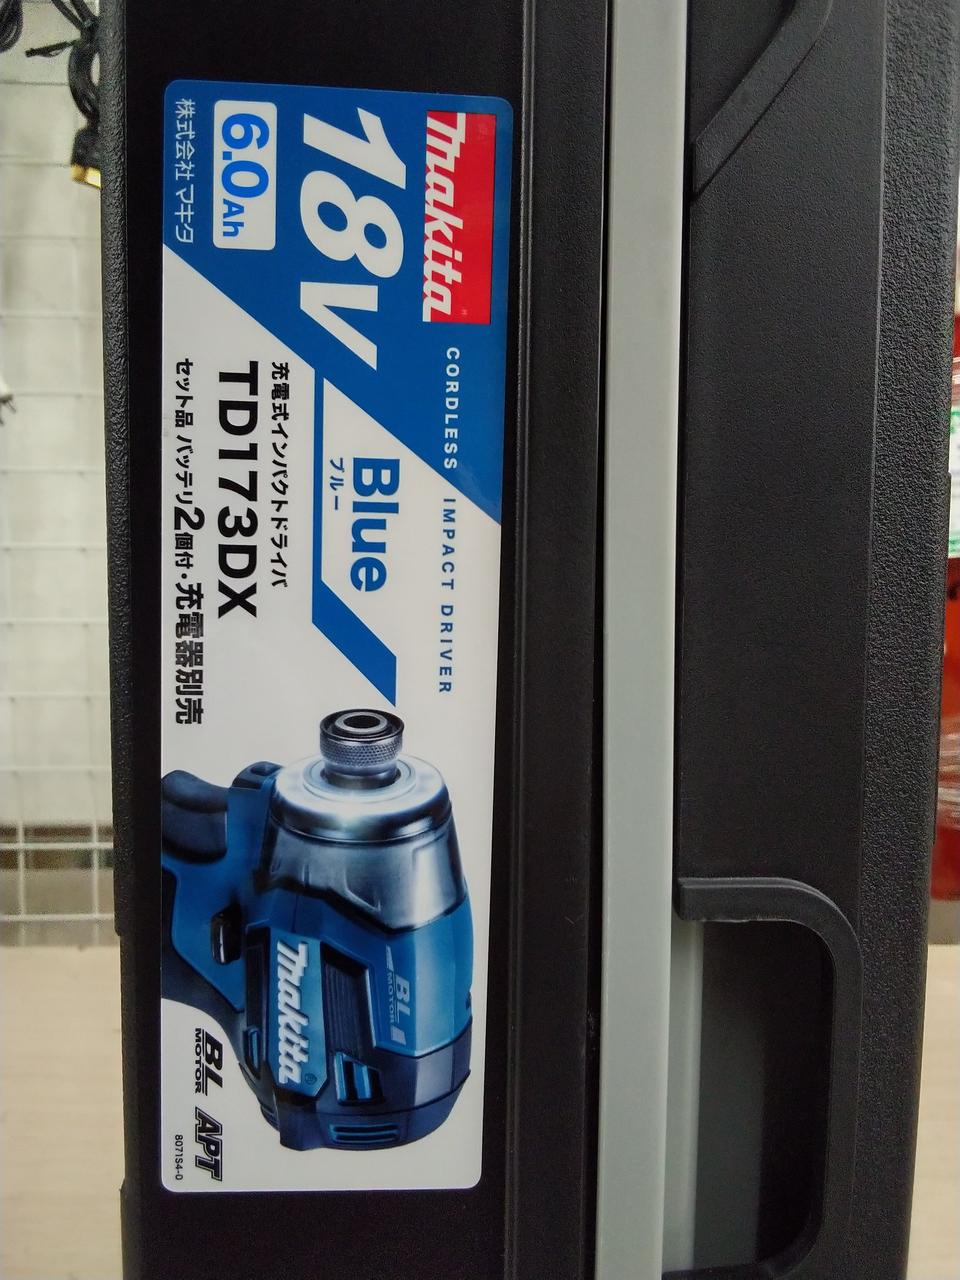 makita
18V
6.0Ah
株式会社 マキタ
CORDLESS IMPACT DRIVER
Blue
ブルー
充電式インパクトドライバ
TD173DX
セット品 バッテリ2個付・充電器別売
BL
MOTOR
makita
BL
MOTOR
APT
8071S4-0